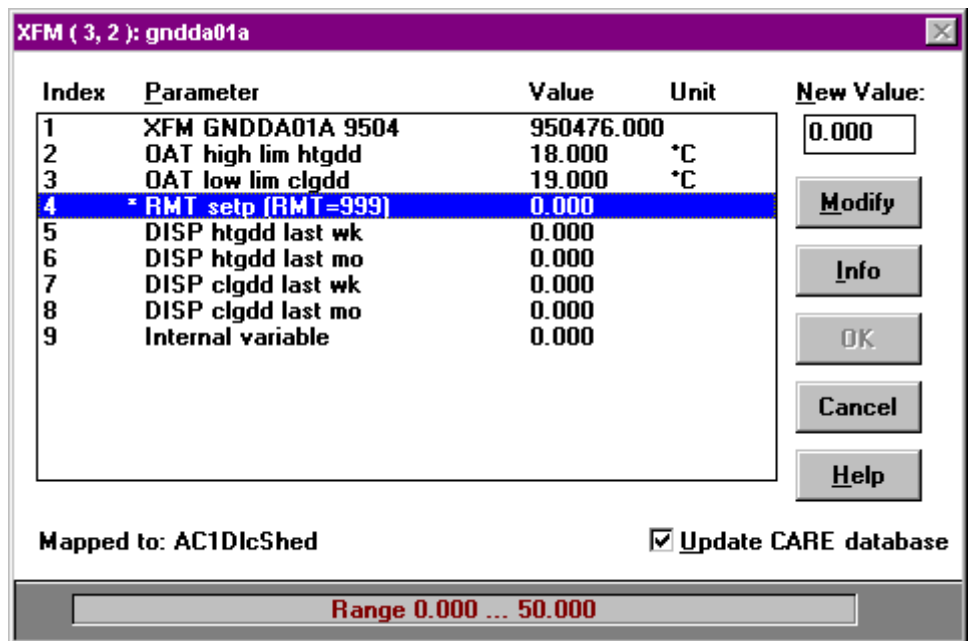 XFM ( 3, 2 ): gndda01a
Index Parameter Value Unit New Value:
1 XFM GNDDA01A 9504 950476.000 0.000
2 OAT high lim htgdd 18.000 °C
3 OAT low lim clgdd 19.000 °C
4 * RMT setp (RMT=999) 0.000 Modify
5 DISP htgdd last wk 0.000
6 DISP htgdd last mo 0.000 Info
7 DISP clgdd last wk 0.000
8 DISP clgdd last mo 0.000
9 Internal variable 0.000 OK
Cancel
Help
Mapped to: AC1DlcShed Update CARE database
Range 0.000 ... 50.000